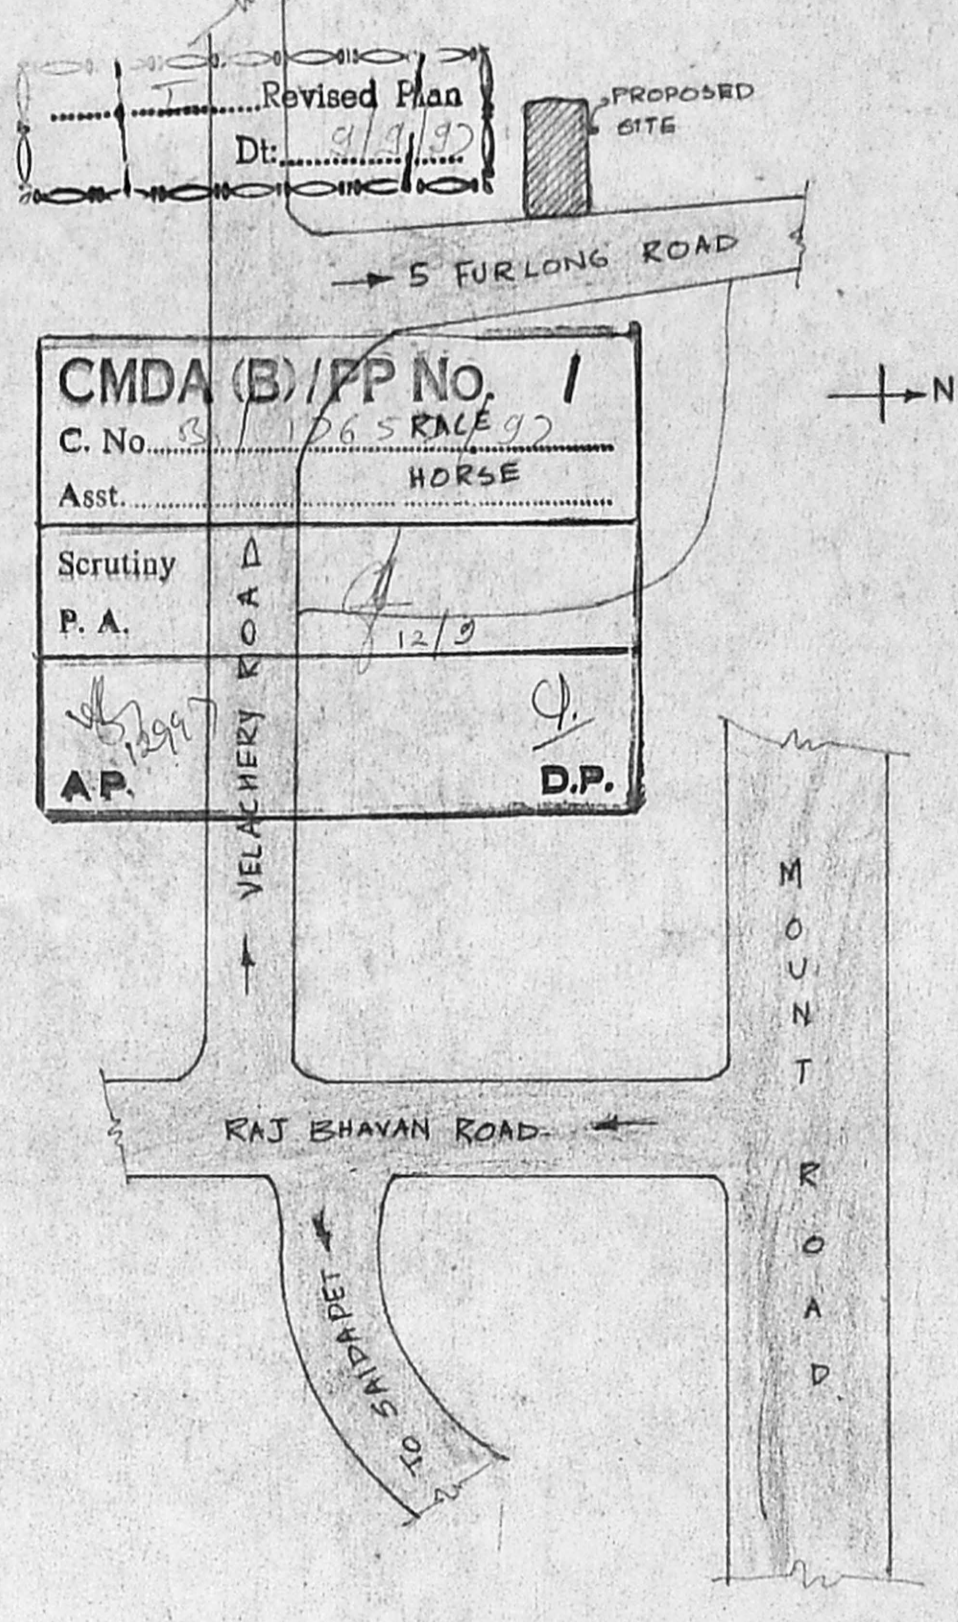 I Revised Plan
Dt: 9/9/97
PROPOSED
SITE
5 FURLONG ROAD
N
CMDA (B)/PP No. 1
C. No
RACE
HORSE
Asst.
Scrutiny
P. A.
12/9
A P.
D.P.
VELACHERY ROAD
MOUNT ROAD
RAJ BHAVAN ROAD
TO SAIDAPET